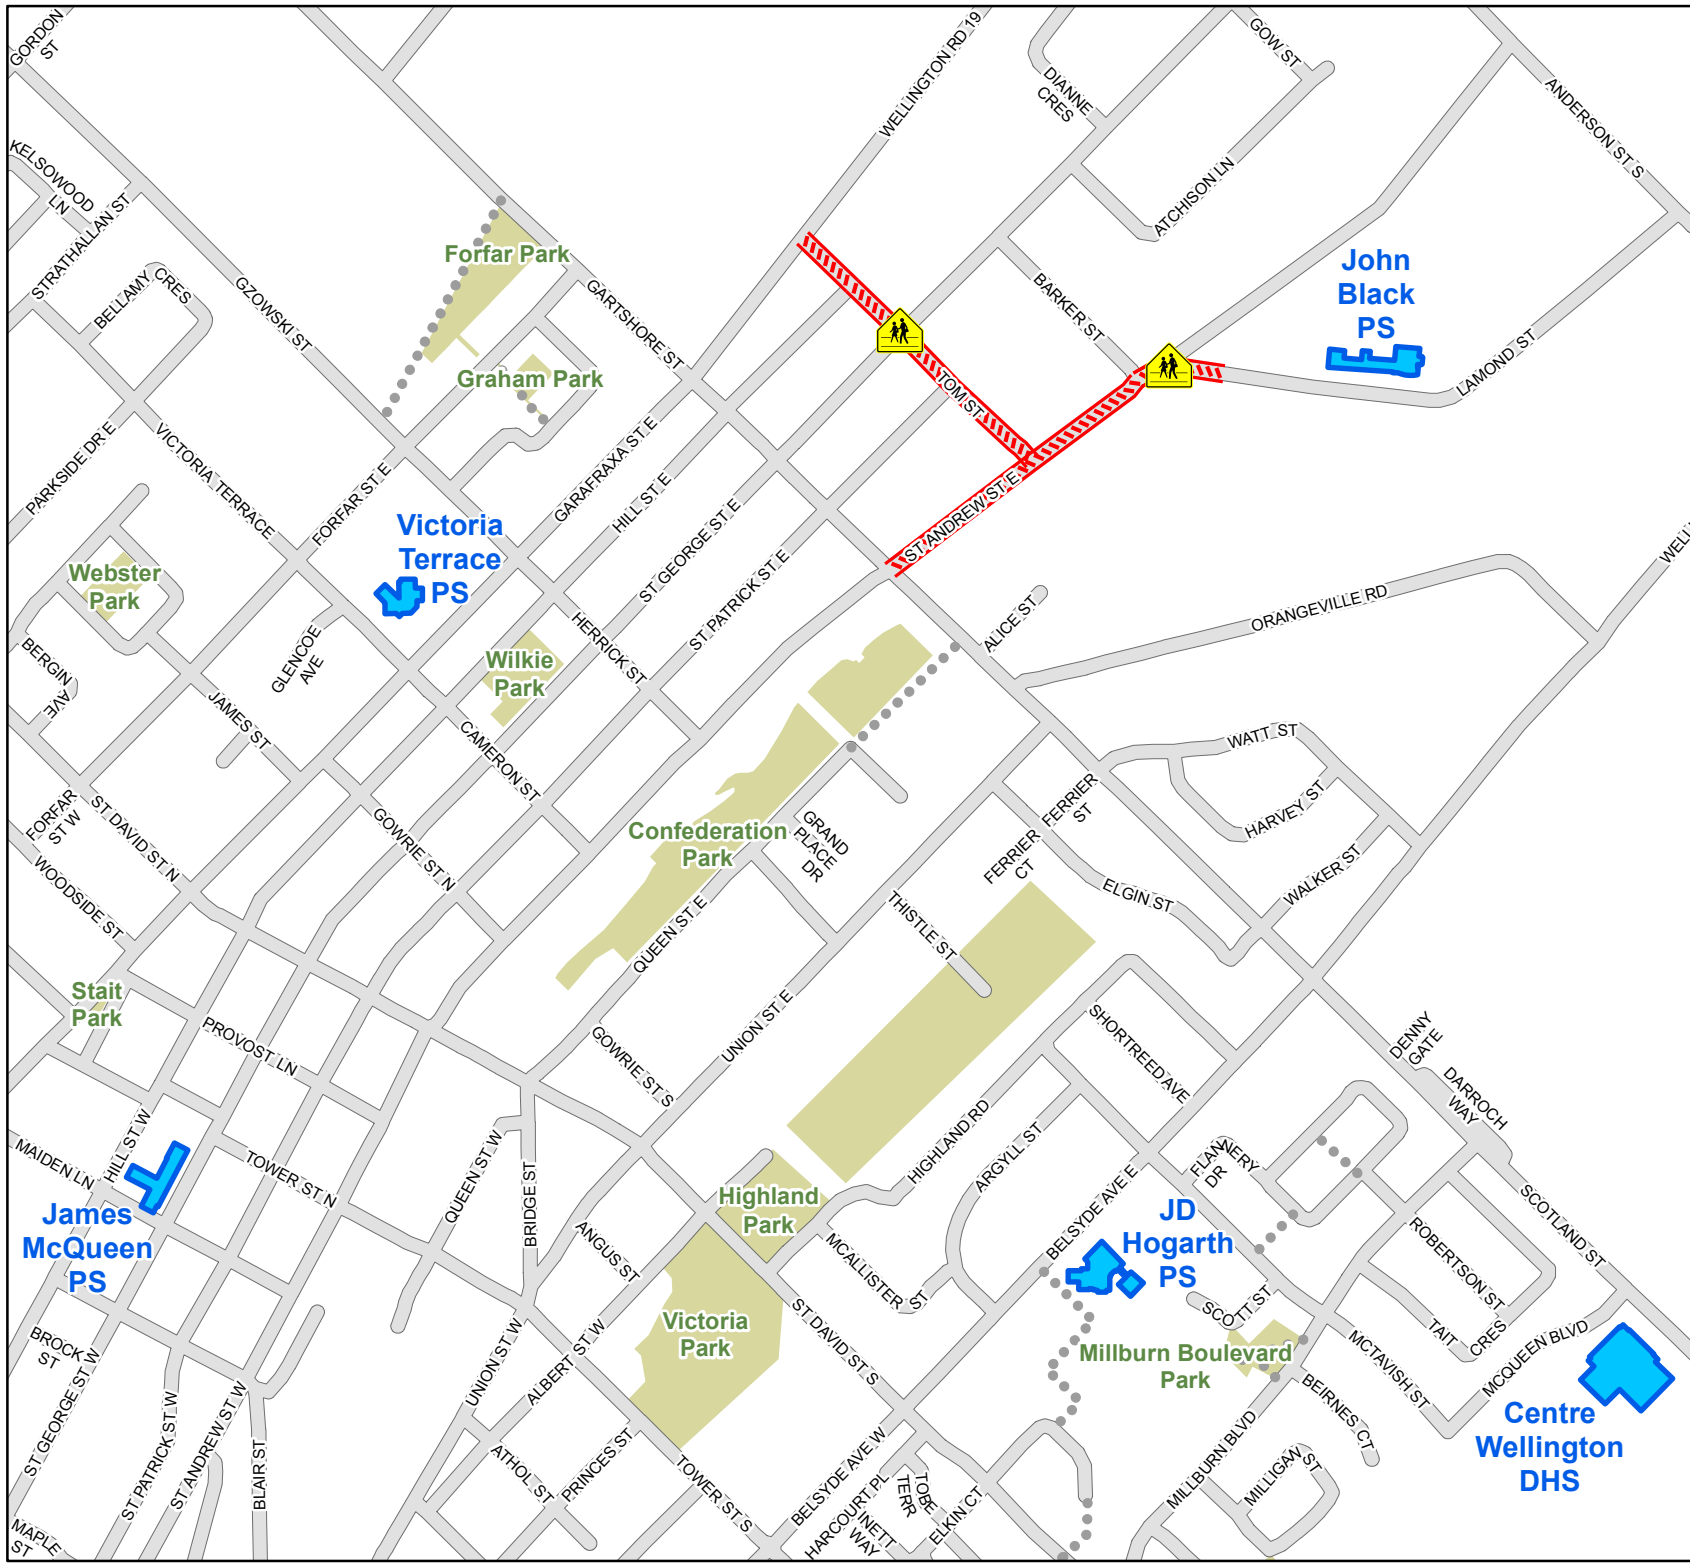 GORDON
ST
WELLINGTON RD 19
GOW ST
DIANNE
CRES
ANDERSON ST S
KELSOWOOD
LN
STRATHALLAN ST
ATCHISON LN
Forfar Park
BELLAMY CRES
GZOWSKI ST
GARTSHORE ST
BARKER ST
John
Black
PS
LAMOND ST
Graham Park
TOM ST
PARKSIDE DR E
VICTORIA TERRACE
FORFAR ST E
GARAFRAXA ST E
HILL ST E
ST GEORGE ST E
ST PATRICK ST E
ST ANDREW ST E
Victoria
Terrace
PS
WELLI
Webster
Park
ORANGEVILLE RD
ALICE ST
HERRICK ST
GLENCOE
AVE
BERGIN
AVE
Wilkie
Park
JAMES ST
CAMERON ST
WATT ST
HARVEY ST
FORFAR
ST W
ST DAVID ST N
GOWRIE ST N
Confederation
Park
GRAND
PLACE
DR
FERRIER
ST
FERRIER
CT
WOODSIDE ST
QUEEN ST E
THISTLE ST
ELGIN ST
WALKER ST
Stait
Park
PROVOST LN
GOWRIE ST S
UNION ST E
SHORTREED AVE
DENNY
GATE
DARROCH
WAY
HILL ST W
MAIDEN LN
TOWER ST N
QUEEN ST W
BRIDGE ST
HIGHLAND RD
ARGYLL ST
FLANNERY
DR
James
McQueen
PS
Highland
Park
ANGUS ST
MCALLISTER
ST
BELSYDE AVE E
JD
Hogarth
PS
ROBERTSON ST
SCOTLAND ST
SCOTT ST
BROCK
ST
ST GEORGE ST W
UNION ST W
ALBERT ST W
Victoria
Park
ST DAVID ST S
Millburn Boulevard
Park
MCTAVISH ST
TAIT
CRES
MCQUEEN BLVD
BEIRNES CT
Centre
Wellington
DHS
ST PATRICK ST W
ST ANDREW ST W
BLAIR ST
ATHOL ST
PRINCES ST
TOWER ST S
BELSYDE AVE W
HARCOURT PL
TOBE
TERR
INETT
WAY
ELKIN CT
MILLBURN BLVD
MILLIGAN
ST
MAPLE
ST